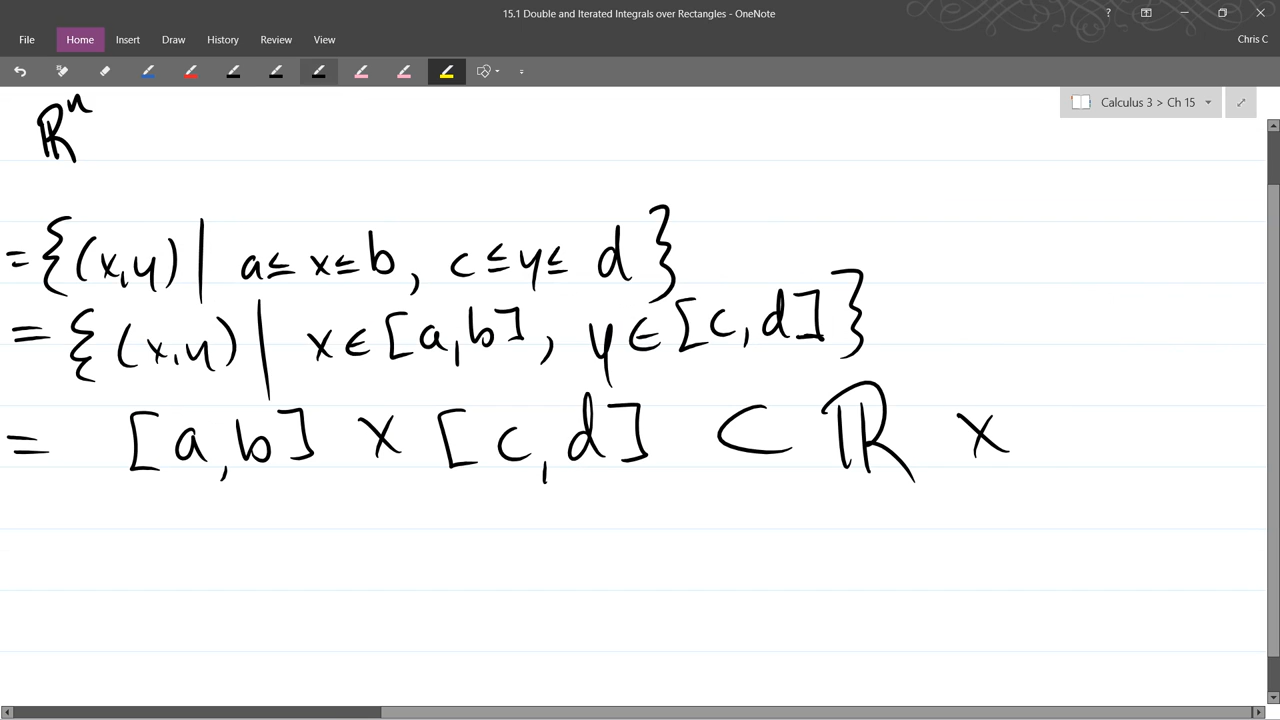 15.1 Double and Iterated Integrals over Rectangles - OneNote
File Home Insert Draw History Review View
Chris C
Calculus 3 > Ch 15
ℝⁿ
= {(x,y) | a ≤ x ≤ b, c ≤ y ≤ d}
= {(x,y) | x ∈ [a,b], y ∈ [c,d]}
= [a,b] × [c,d] ⊂ ℝ ×